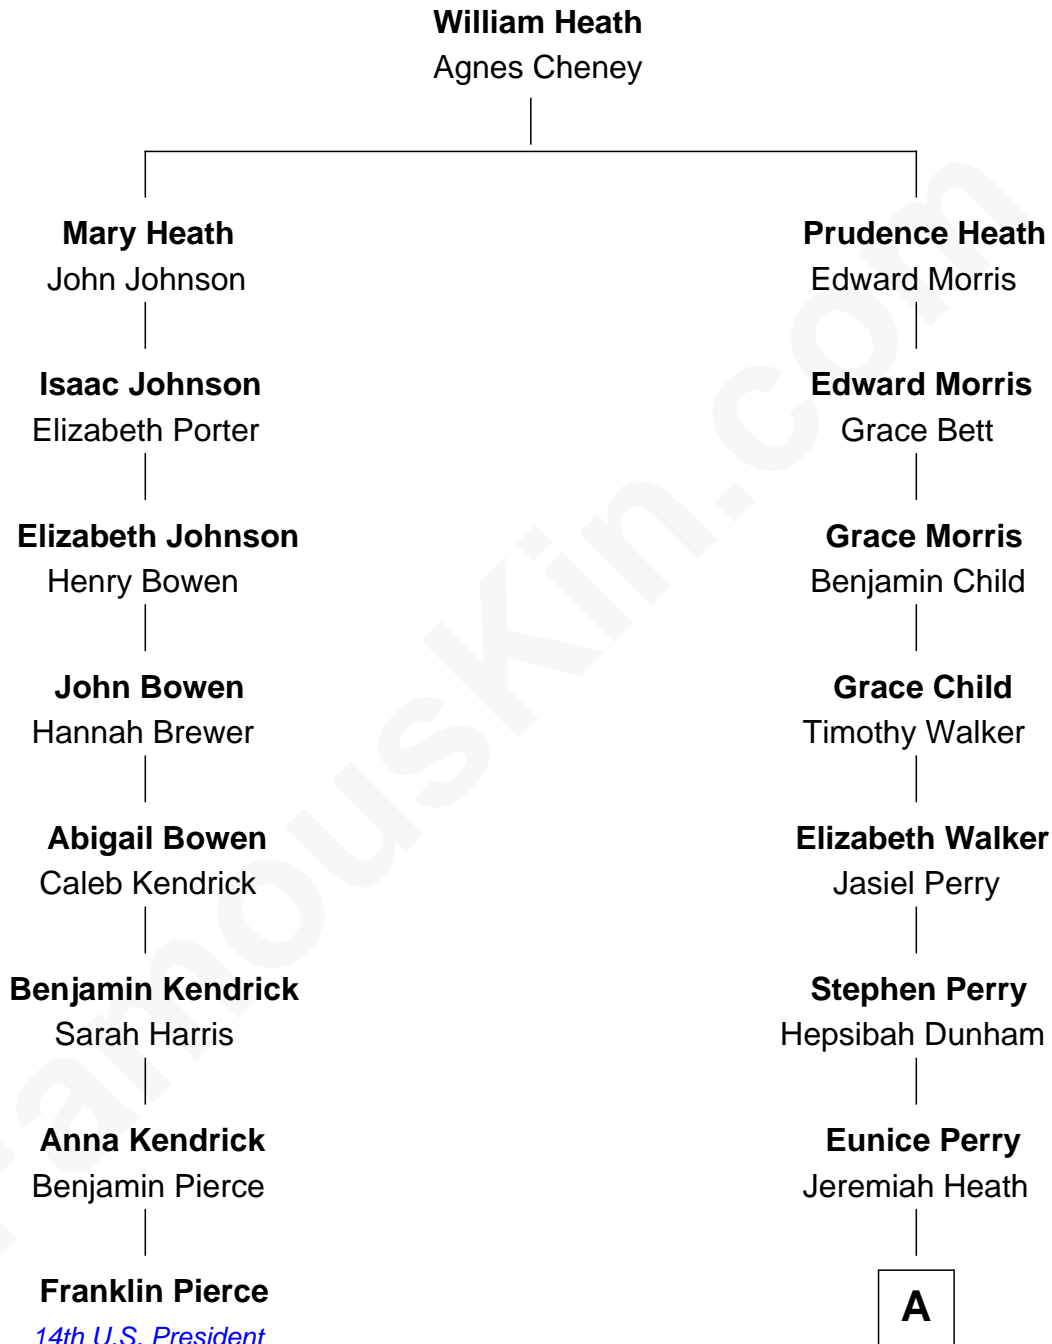 William Heath
Agnes Cheney
Mary Heath
John Johnson
Prudence Heath
Edward Morris
Isaac Johnson
Elizabeth Porter
Edward Morris
Grace Bett
Elizabeth Johnson
Henry Bowen
Grace Morris
Benjamin Child
John Bowen
Hannah Brewer
Grace Child
Timothy Walker
Abigail Bowen
Caleb Kendrick
Elizabeth Walker
Jasiel Perry
Benjamin Kendrick
Sarah Harris
Stephen Perry
Hepsibah Dunham
Anna Kendrick
Benjamin Pierce
Eunice Perry
Jeremiah Heath
Franklin Pierce
14th U.S. President
A
FamousKin.com